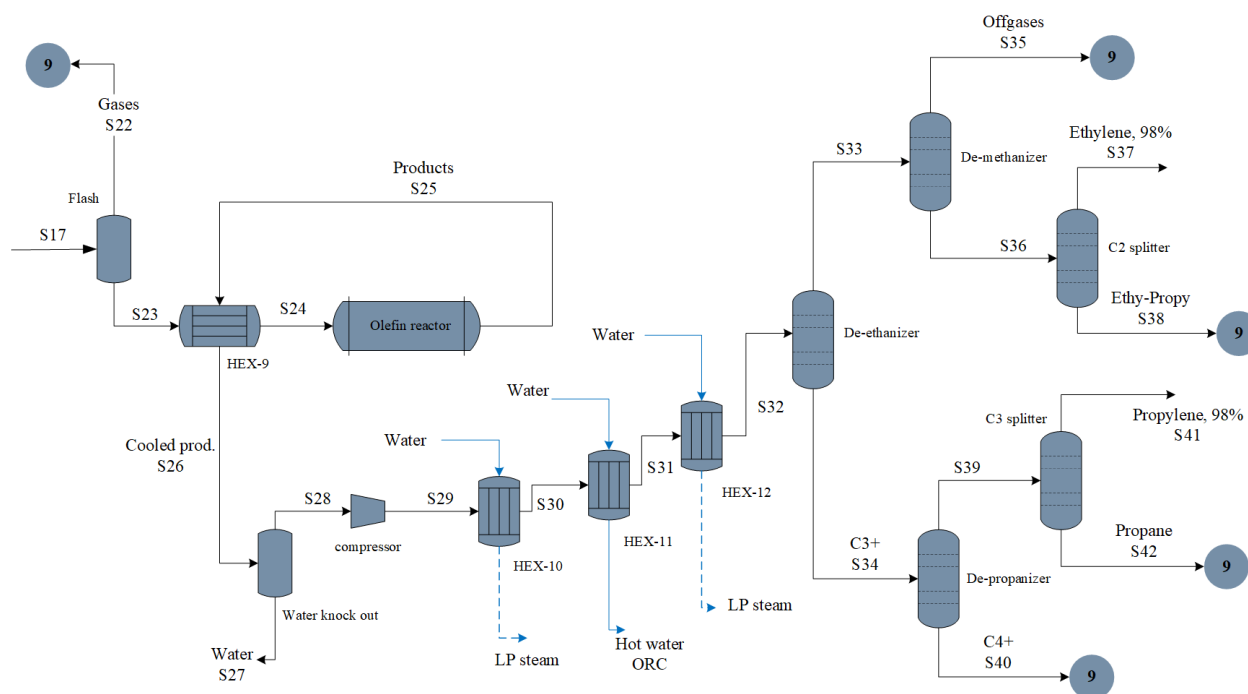 Offgases
S35
9
9
Gases
S22
Ethylene, 98%
S37
S33
De-methanizer
Products
S25
Flash
S17
S36
C2 splitter
Ethy-Propy
S38
9
S23
S24
Olefin reactor
HEX-9
Water
De-ethanizer
Water
S32
C3 splitter
Propylene, 98%
S41
Cooled prod.
S26
Water
S31
HEX-12
S39
S28
S29
S30
compressor
HEX-11
HEX-10
C3+
S34
Propane
S42
9
De-propanizer
Water knock out
LP steam
Water
S27
LP steam
Hot water
ORC
C4+
S40
9